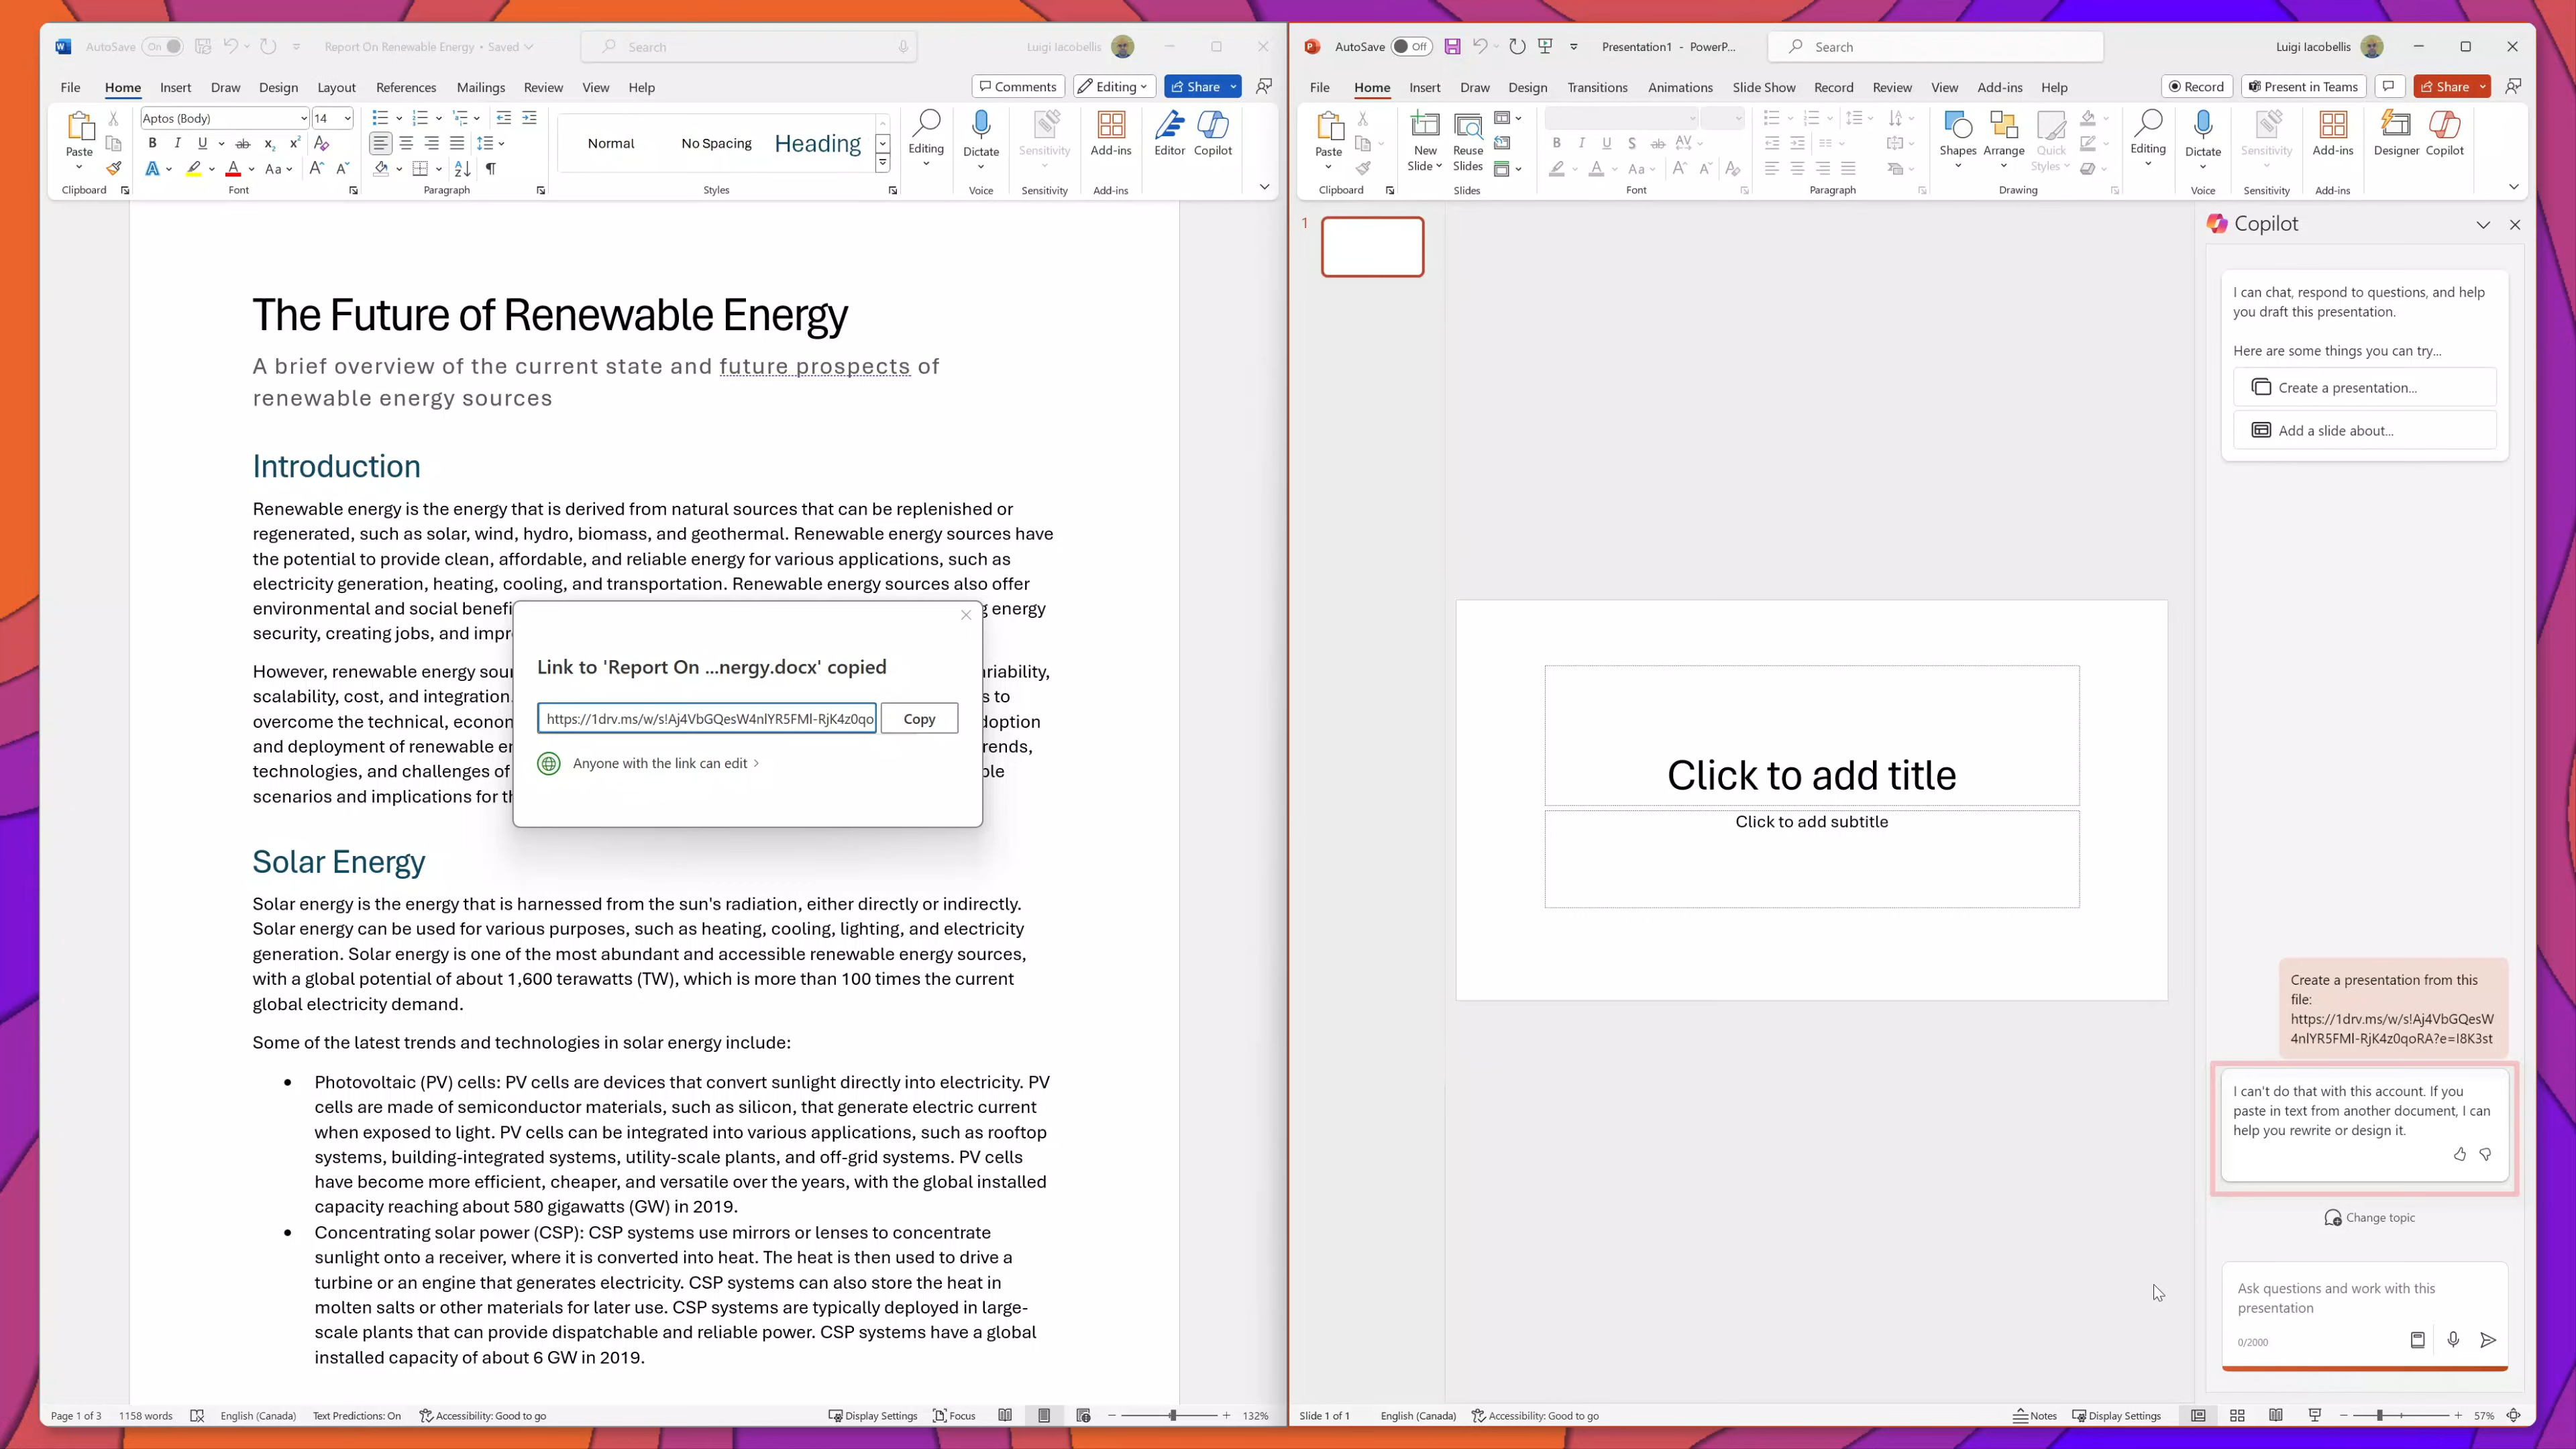 AutoSave On Report On Renewable Energy • Saved Search Luigi Iacobellis
File Home Insert Draw Design Layout References Mailings Review View Help Comments Editing Share
Paste Aptos (Body) 14 Normal No Spacing Heading Editing Dictate Sensitivity Add-ins Editor Copilot
Clipboard Font Paragraph Styles Voice Sensitivity Add-ins
The Future of Renewable Energy
A brief overview of the current state and future prospects of
renewable energy sources
Introduction
Renewable energy is the energy that is derived from natural sources that can be replenished or
regenerated, such as solar, wind, hydro, biomass, and geothermal. Renewable energy sources have
the potential to provide clean, affordable, and reliable energy for various applications, such as
electricity generation, heating, cooling, and transportation. Renewable energy sources also offer
environmental and social benefi g energy
security, creating jobs, and impr
However, renewable energy sour riability,
scalability, cost, and integration. s to
overcome the technical, econom doption
and deployment of renewable en rends,
technologies, and challenges of ble
scenarios and implications for th
Link to 'Report On ...nergy.docx' copied
https://1drv.ms/w/s!Aj4VbGQesW4nlYR5FMl-RjK4z0qo Copy
Anyone with the link can edit
Solar Energy
Solar energy is the energy that is harnessed from the sun's radiation, either directly or indirectly.
Solar energy can be used for various purposes, such as heating, cooling, lighting, and electricity
generation. Solar energy is one of the most abundant and accessible renewable energy sources,
with a global potential of about 1,600 terawatts (TW), which is more than 100 times the current
global electricity demand.
Some of the latest trends and technologies in solar energy include:
• Photovoltaic (PV) cells: PV cells are devices that convert sunlight directly into electricity. PV
cells are made of semiconductor materials, such as silicon, that generate electric current
when exposed to light. PV cells can be integrated into various applications, such as rooftop
systems, building-integrated systems, utility-scale plants, and off-grid systems. PV cells
have become more efficient, cheaper, and versatile over the years, with the global installed
capacity reaching about 580 gigawatts (GW) in 2019.
• Concentrating solar power (CSP): CSP systems use mirrors or lenses to concentrate
sunlight onto a receiver, where it is converted into heat. The heat is then used to drive a
turbine or an engine that generates electricity. CSP systems can also store the heat in
molten salts or other materials for later use. CSP systems are typically deployed in large-
scale plants that can provide dispatchable and reliable power. CSP systems have a global
installed capacity of about 6 GW in 2019.
Page 1 of 3 1158 words English (Canada) Text Predictions: On Accessibility: Good to go Display Settings Focus 132%
AutoSave Off Presentation1 - PowerP... Search Luigi Iacobellis
File Home Insert Draw Design Transitions Animations Slide Show Record Review View Add-ins Help Record Present in Teams Share
Paste New Slide Reuse Slides Shapes Arrange Quick Styles Editing Dictate Sensitivity Add-ins Designer Copilot
Clipboard Slides Font Paragraph Drawing Voice Sensitivity Add-ins
1
Click to add title
Click to add subtitle
Copilot
I can chat, respond to questions, and help
you draft this presentation.
Here are some things you can try...
Create a presentation...
Add a slide about...
Create a presentation from this
file:
https://1drv.ms/w/s!Aj4VbGQesW
4nlYR5FMl-RjK4z0qoRA?e=I8K3st
I can't do that with this account. If you
paste in text from another document, I can
help you rewrite or design it.
Change topic
Ask questions and work with this
presentation
0/2000
Slide 1 of 1 English (Canada) Accessibility: Good to go Notes Display Settings 57%